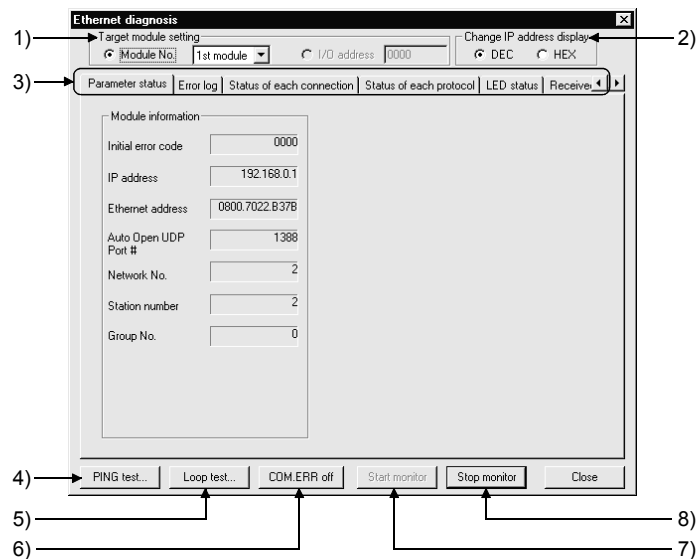 Ethernet diagnosis
1) Target module setting Change IP address display 2)
Module No. 1st module I/O address 0000 DEC HEX
3) Parameter status Error log Status of each connection Status of each protocol LED status
Module information
Initial error code 0000
IP address 192.168.0.1
Ethernet address 0800.7022.B37B
Auto Open UDP Port # 1388
Network No. 2
Station number 2
Group No. 0
4) PING test... Loop test... COM.ERR off Start monitor Stop monitor Close
5) 8)
6) 7)